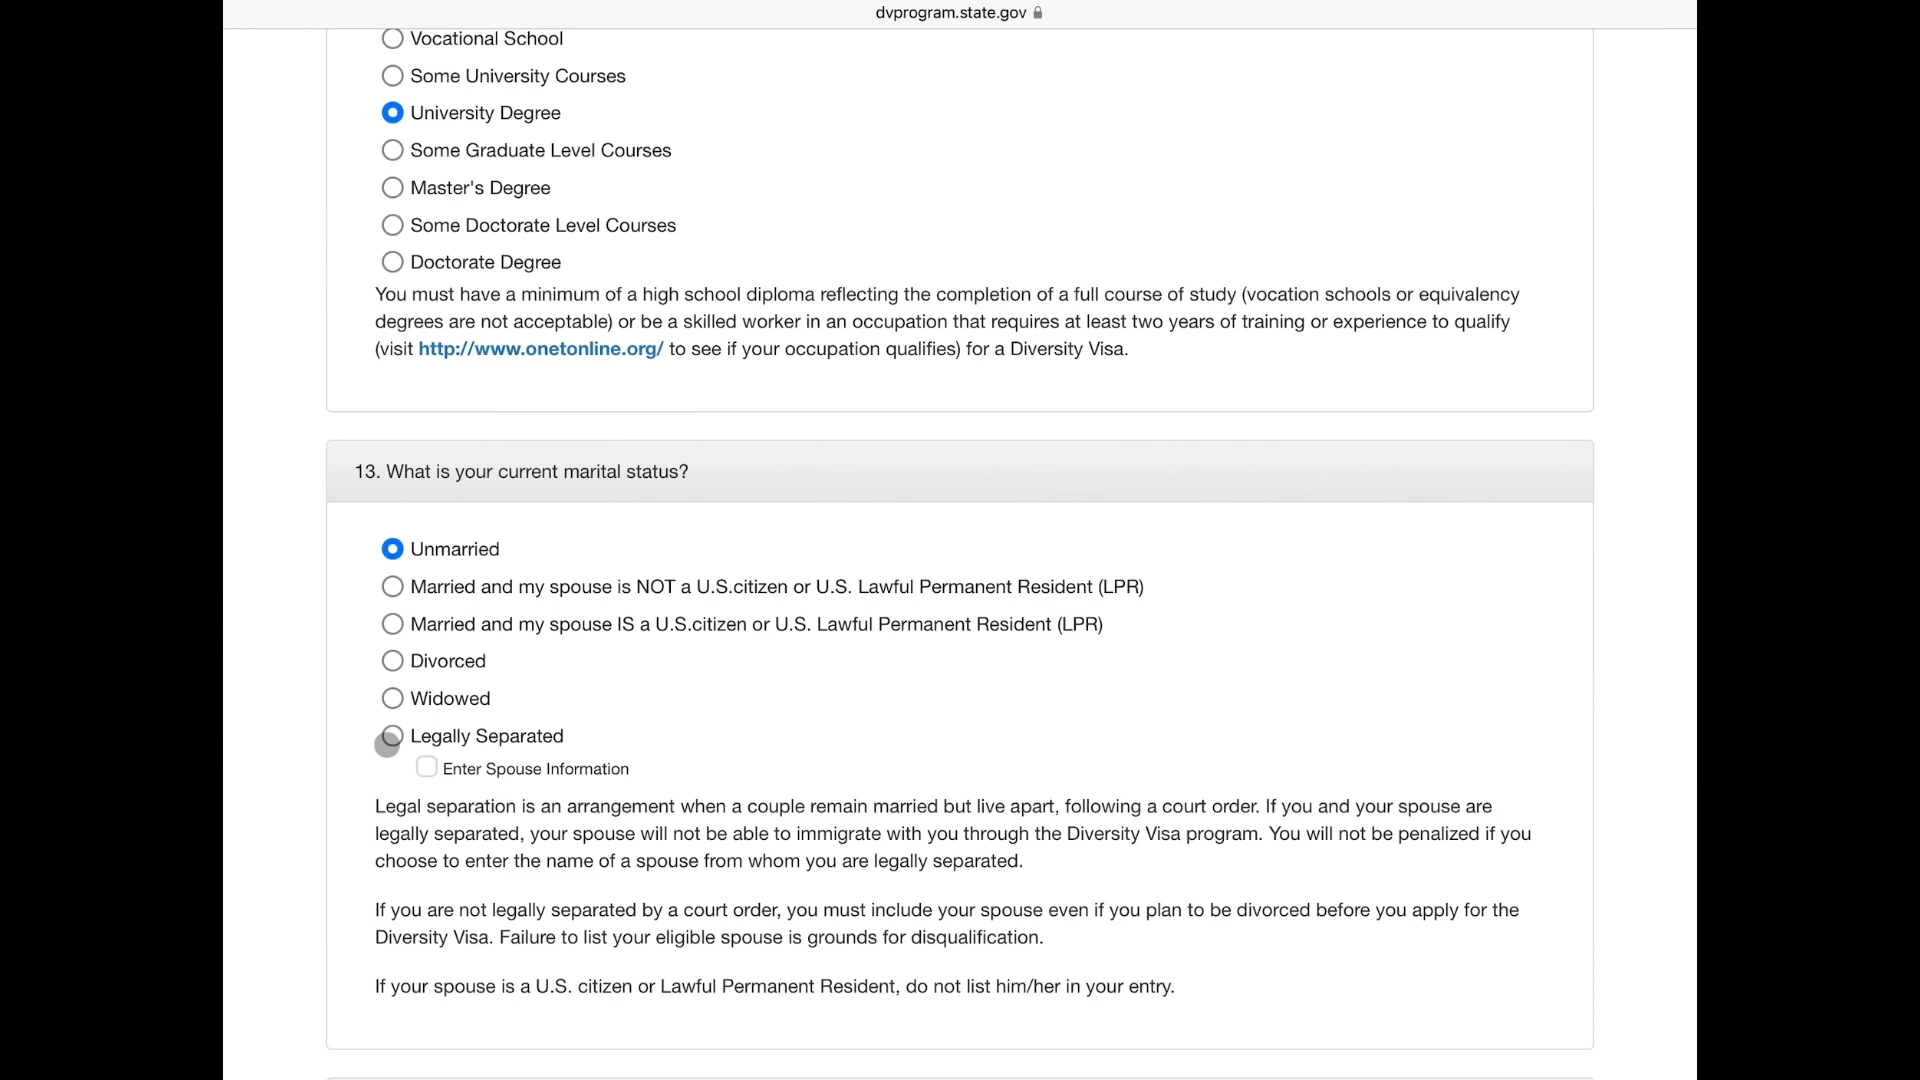 dvprogram.state.gov
Vocational School
Some University Courses
University Degree
Some Graduate Level Courses
Master's Degree
Some Doctorate Level Courses
Doctorate Degree
You must have a minimum of a high school diploma reflecting the completion of a full course of study (vocation schools or equivalency
degrees are not acceptable) or be a skilled worker in an occupation that requires at least two years of training or experience to qualify
(visit http://www.onetonline.org/ to see if your occupation qualifies) for a Diversity Visa.
13. What is your current marital status?
Unmarried
Married and my spouse is NOT a U.S.citizen or U.S. Lawful Permanent Resident (LPR)
Married and my spouse IS a U.S.citizen or U.S. Lawful Permanent Resident (LPR)
Divorced
Widowed
Legally Separated
Enter Spouse Information
Legal separation is an arrangement when a couple remain married but live apart, following a court order. If you and your spouse are
legally separated, your spouse will not be able to immigrate with you through the Diversity Visa program. You will not be penalized if you
choose to enter the name of a spouse from whom you are legally separated.
If you are not legally separated by a court order, you must include your spouse even if you plan to be divorced before you apply for the
Diversity Visa. Failure to list your eligible spouse is grounds for disqualification.
If your spouse is a U.S. citizen or Lawful Permanent Resident, do not list him/her in your entry.